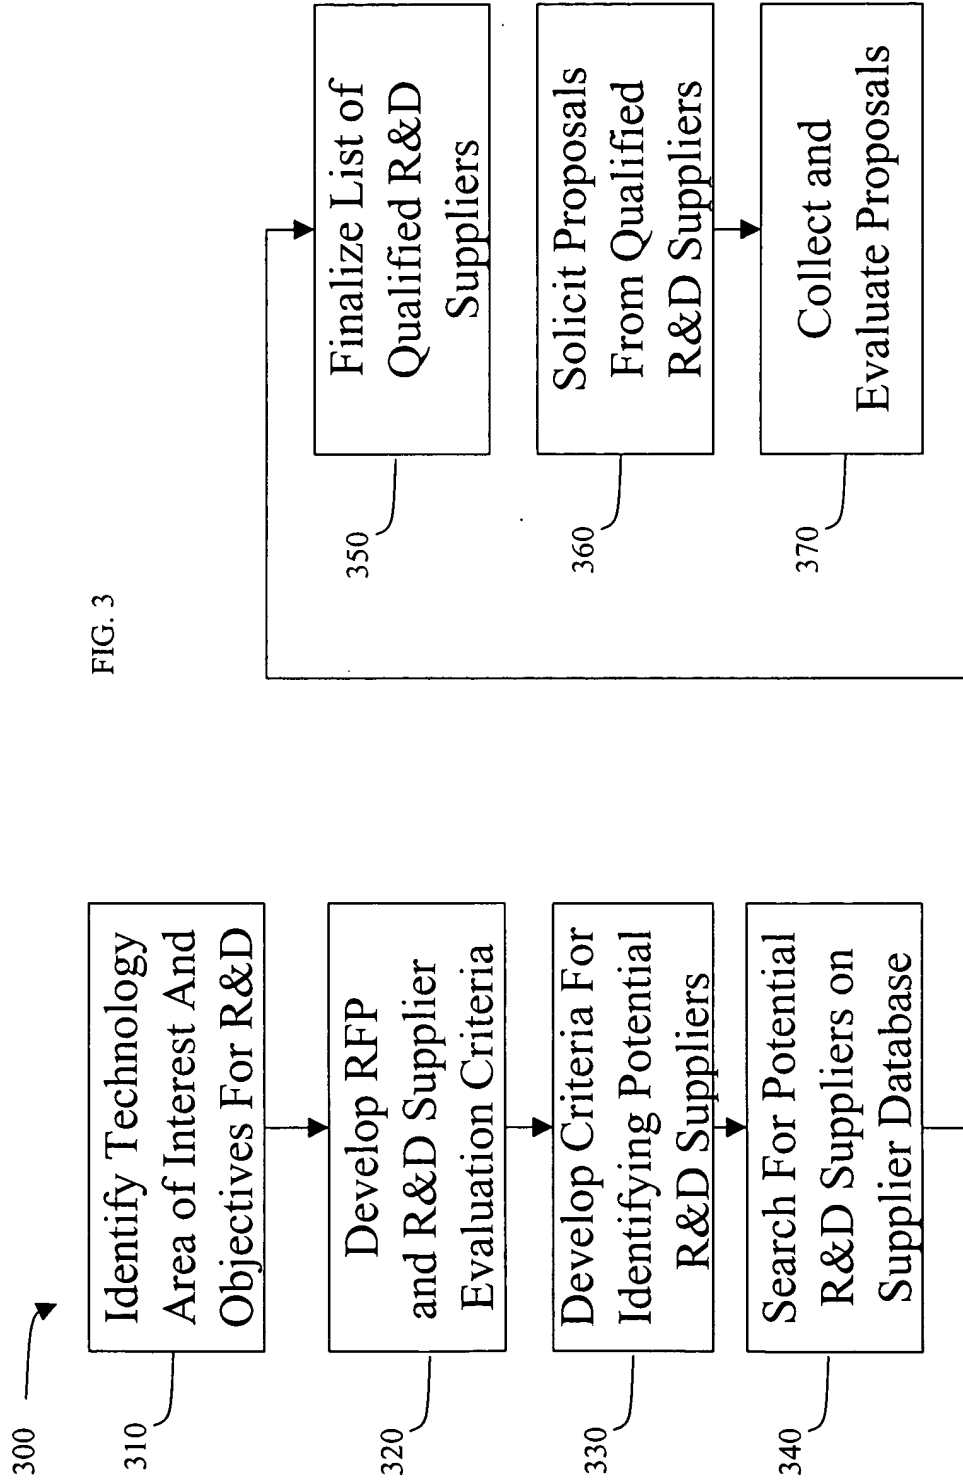 FIG. 3
300
310
Identify Technology
Area of Interest And
Objectives For R&D
320
Develop RFP
and R&D Supplier
Evaluation Criteria
330
Develop Criteria For
Identifying Potential
R&D Suppliers
340
Search For Potential
R&D Suppliers on
Supplier Database
350
Finalize List of
Qualified R&D
Suppliers
360
Solicit Proposals
From Qualified
R&D Suppliers
370
Collect and
Evaluate Proposals